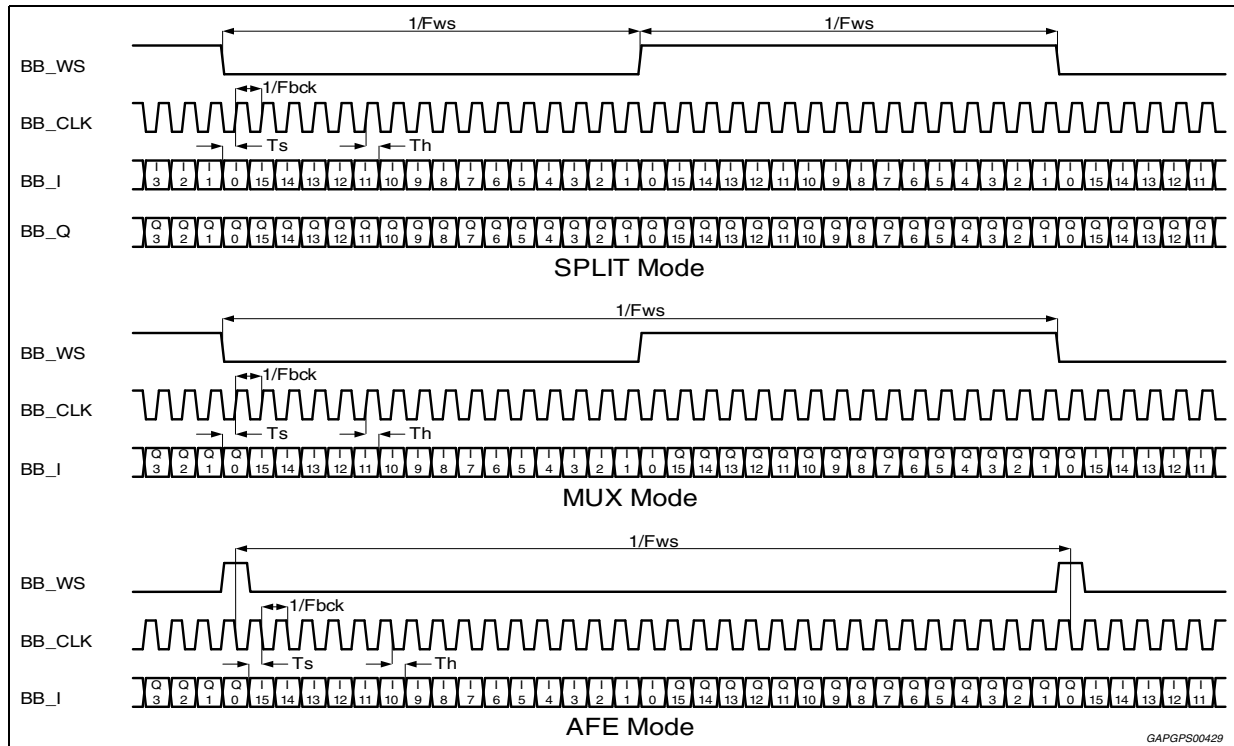 1/Fws 1/Fws
BB_WS
1/Fbck
BB_CLK
Ts Th
I I I I I I I I I I I I I I I I I I I I I I I I I I I I I I I I I I I I I I I I I
BB_I 3 2 1 0 15 14 13 12 11 10 9 8 7 6 5 4 3 2 1 0 15 14 13 12 11 10 9 8 7 6 5 4 3 2 1 0 15 14 13 12 11
Q Q Q Q Q Q Q Q Q Q Q Q Q Q Q Q Q Q Q Q Q Q Q Q Q Q Q Q Q Q Q Q Q Q Q Q Q Q Q Q Q
BB_Q 3 2 1 0 15 14 13 12 11 10 9 8 7 6 5 4 3 2 1 0 15 14 13 12 11 10 9 8 7 6 5 4 3 2 1 0 15 14 13 12 11
SPLIT Mode
1/Fws
BB_WS
1/Fbck
BB_CLK
Ts Th
Q Q Q Q I I I I I I I I I I I I I I I I Q Q Q Q Q Q Q Q Q Q Q Q Q Q Q Q I I I I I
BB_I 3 2 1 0 15 14 13 12 11 10 9 8 7 6 5 4 3 2 1 0 15 14 13 12 11 10 9 8 7 6 5 4 3 2 1 0 15 14 13 12 11
MUX Mode
1/Fws
BB_WS
1/Fbck
BB_CLK
Ts Th
Q Q Q Q I I I I I I I I I I I I I I I I Q Q Q Q Q Q Q Q Q Q Q Q Q Q Q Q I I I I I
BB_I 3 2 1 0 15 14 13 12 11 10 9 8 7 6 5 4 3 2 1 0 15 14 13 12 11 10 9 8 7 6 5 4 3 2 1 0 15 14 13 12 11
AFE Mode
GAPGPS00429